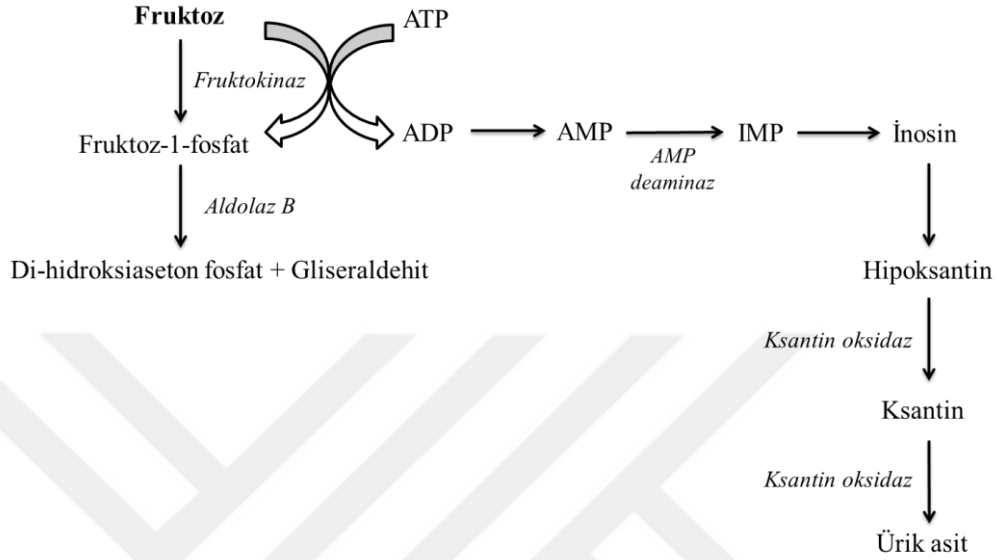 Fruktoz
ATP
Fruktokinaz
Fruktoz-1-fosfat
ADP
AMP
IMP
İnosin
AMP
deaminaz
Aldolaz B
Di-hidroksiaseton fosfat + Gliseraldehit
Hipoksantin
Ksantin oksidaz
Ksantin
Ksantin oksidaz
Ürik asit